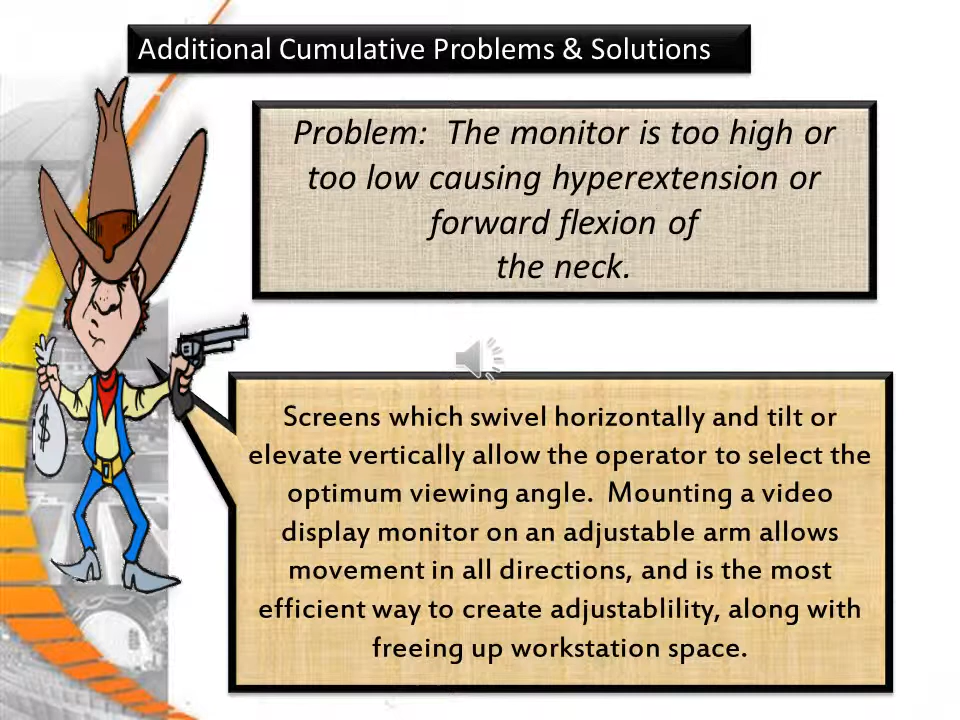 Additional Cumulative Problems & Solutions
Problem:  The monitor is too high or
too low causing hyperextension or
forward flexion of
the neck.
$
Screens which swivel horizontally and tilt or
elevate vertically allow the operator to select the
optimum viewing angle.  Mounting a video
display monitor on an adjustable arm allows
movement in all directions, and is the most
efficient way to create adjustablility, along with
freeing up workstation space.